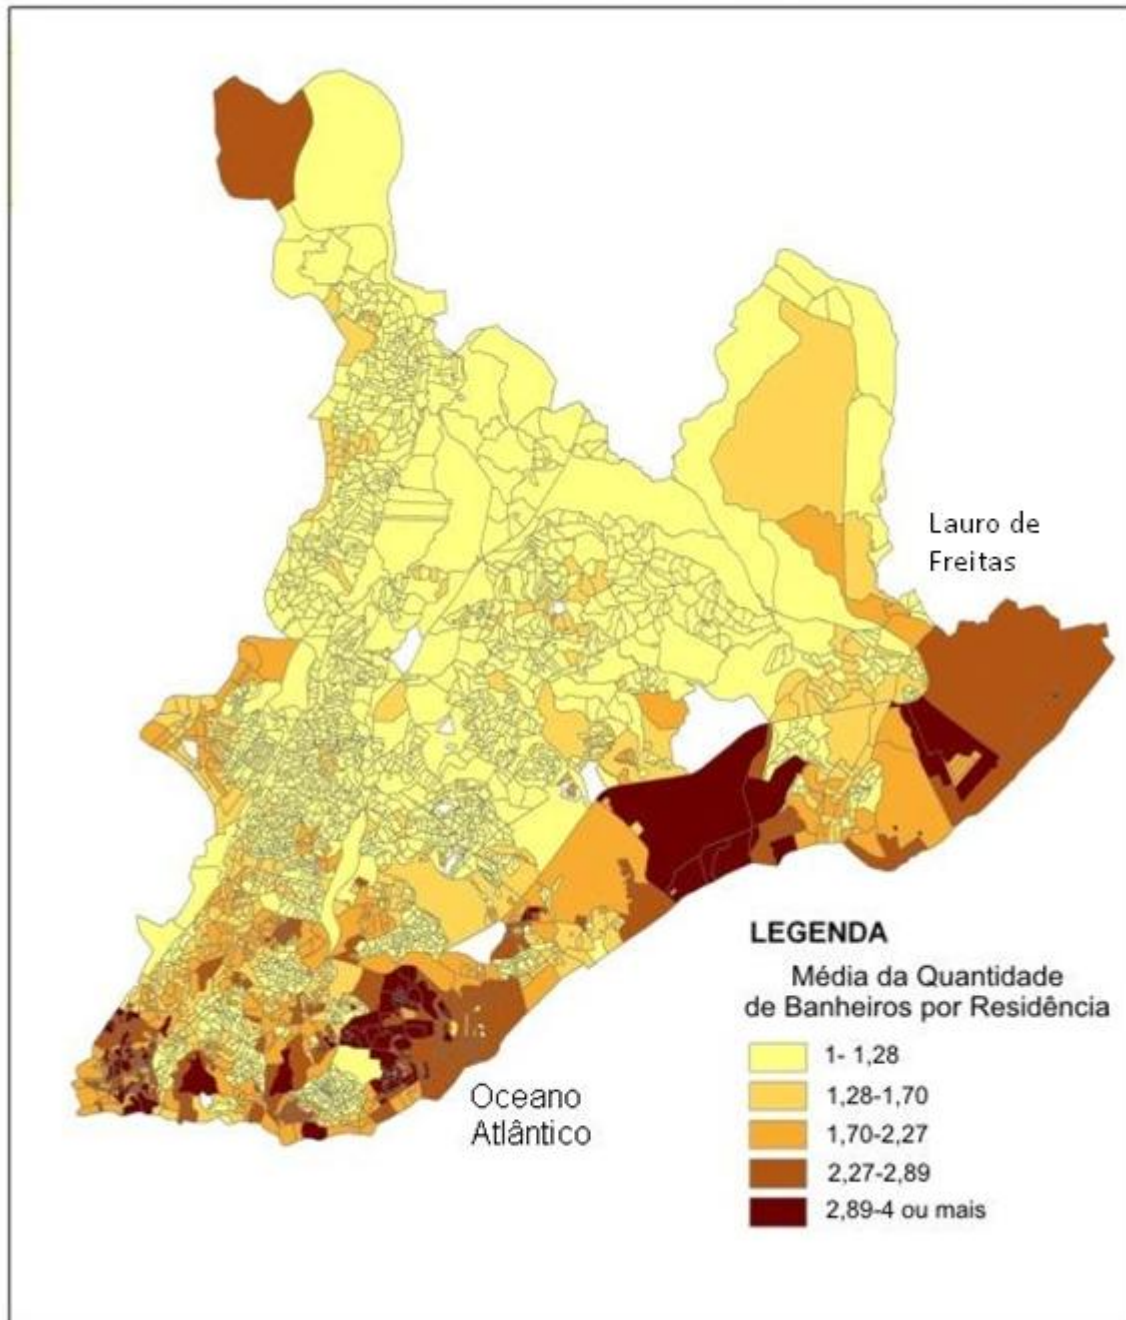 Lauro de
Freitas
LEGENDA
Média da Quantidade
de Banheiros por Residência
1- 1,28
1,28-1,70
1,70-2,27
2,27-2,89
2,89-4 ou mais
Oceano
Atlântico